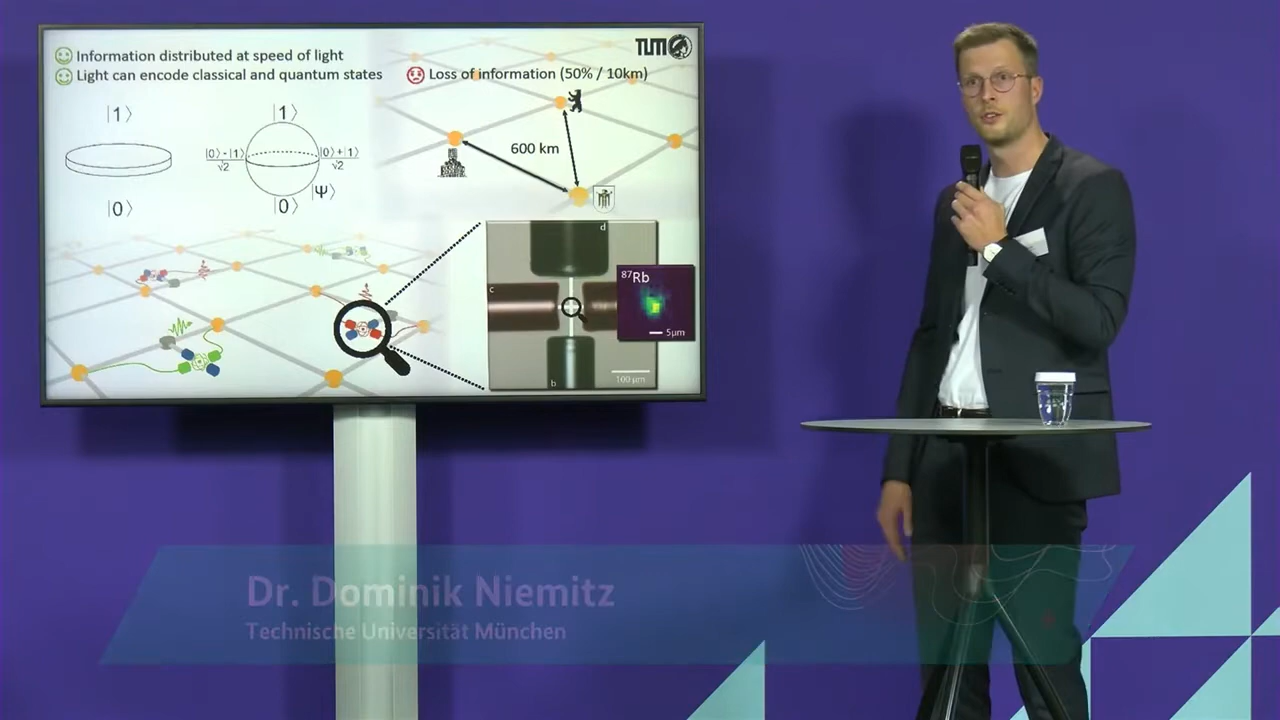 Information distributed at speed of light
Light can encode classical and quantum states
Loss of information (50% / 10km)
TUM
|1⟩
|0⟩
|1⟩
|0⟩ - |1⟩
√2
|0⟩ + |1⟩
√2
|Ψ⟩
|0⟩
600 km
d
c
b
100 µm
⁸⁷Rb
5µm
Dr. Dominik Niemitz
Technische Universität München